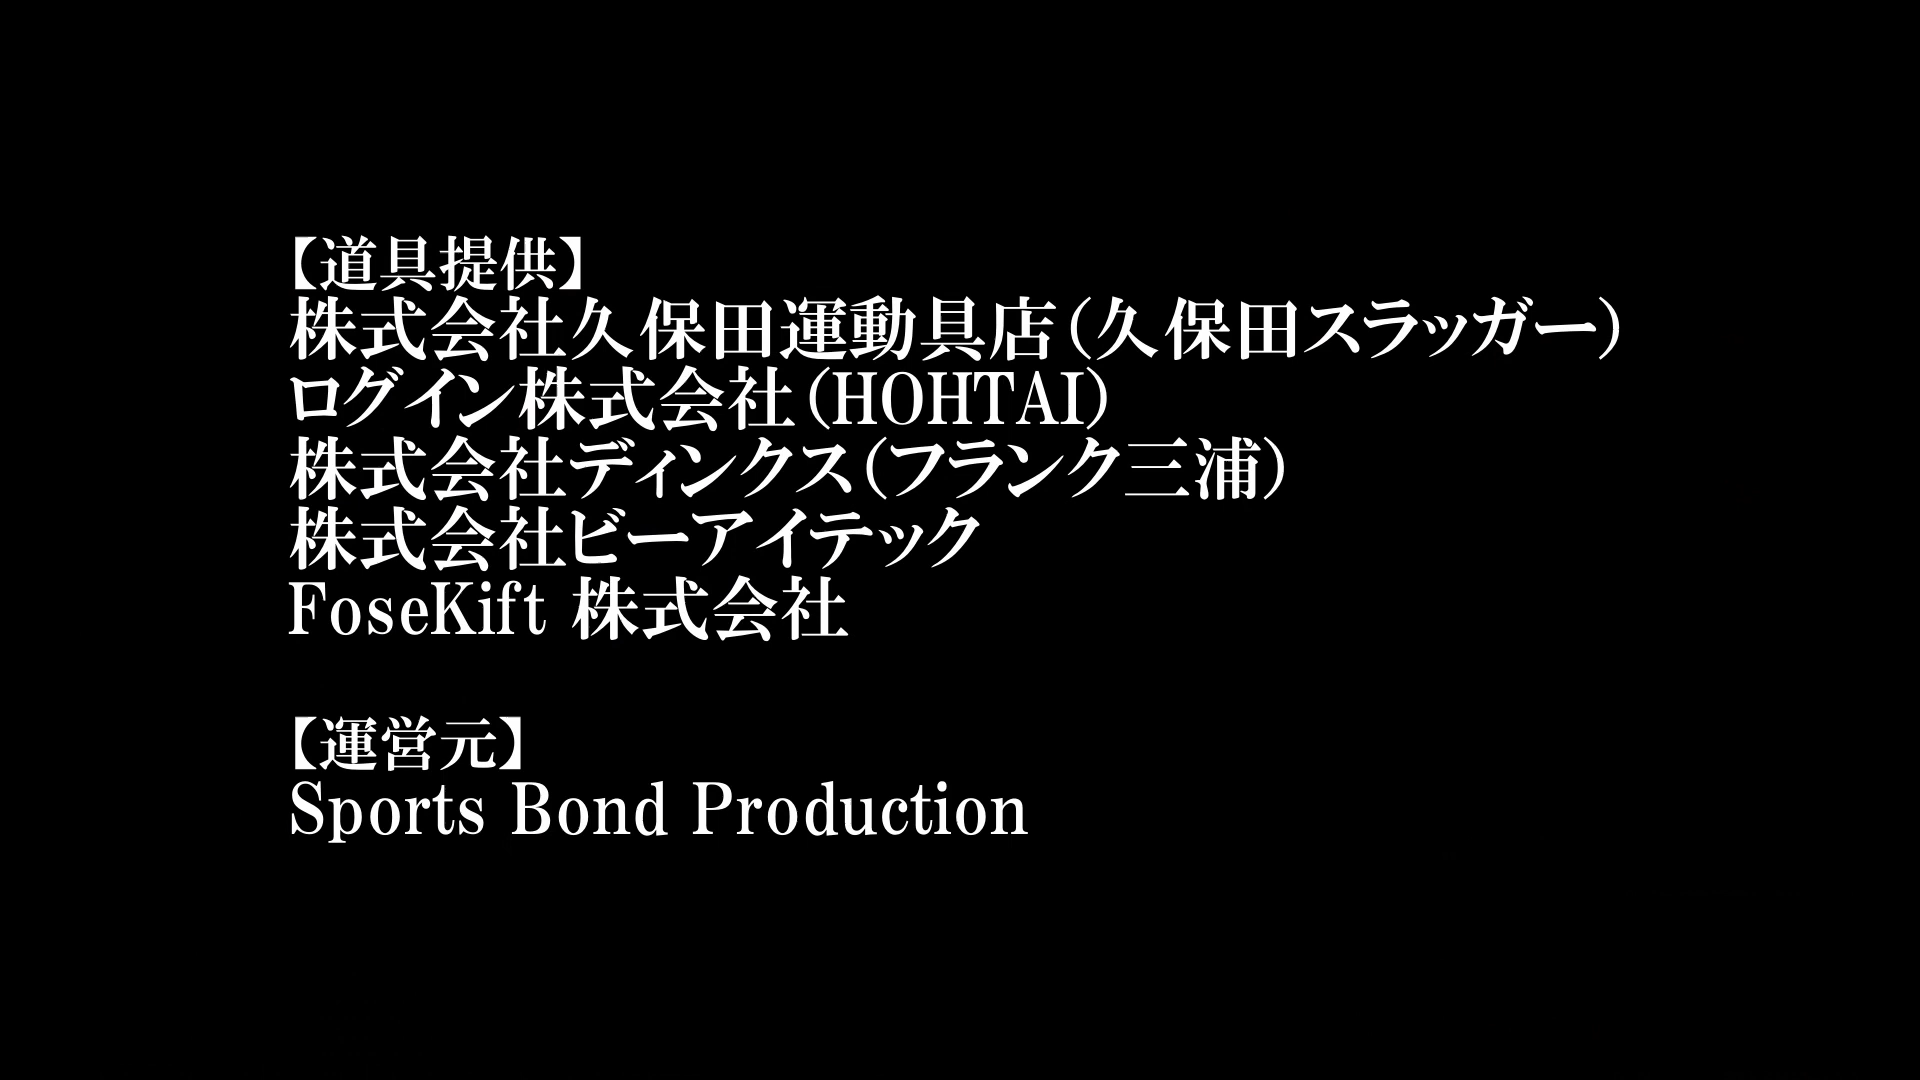 【道具提供】
株式会社久保田運動具店(久保田スラッガー)
ログイン株式会社(HOHTAI)
株式会社ディンクス(フランク三浦)
株式会社ビーアイテック
FoseKift 株式会社
【運営元】
Sports Bond Production